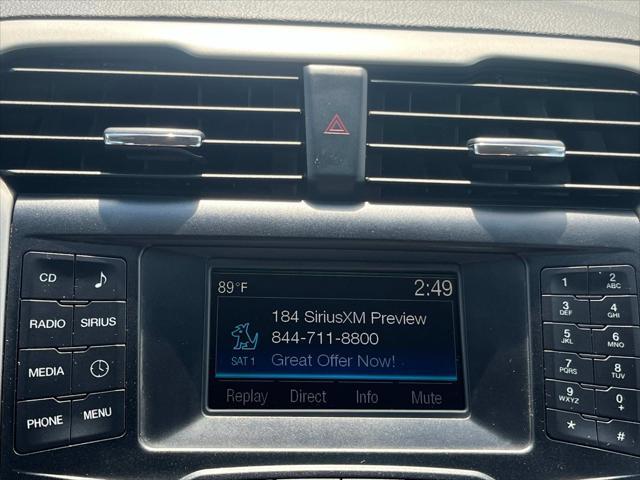 89°F 2:49
184 SiriusXM Preview
844-711-8800
SAT 1 Great Offer Now!
Replay Direct Info Mute
CD
RADIO SIRIUS
MEDIA
PHONE MENU
1 2 ABC
3 DEF 4 GHI
5 JKL 6 MNO
7 PQRS 8 TUV
9 WXYZ 0 +
* #